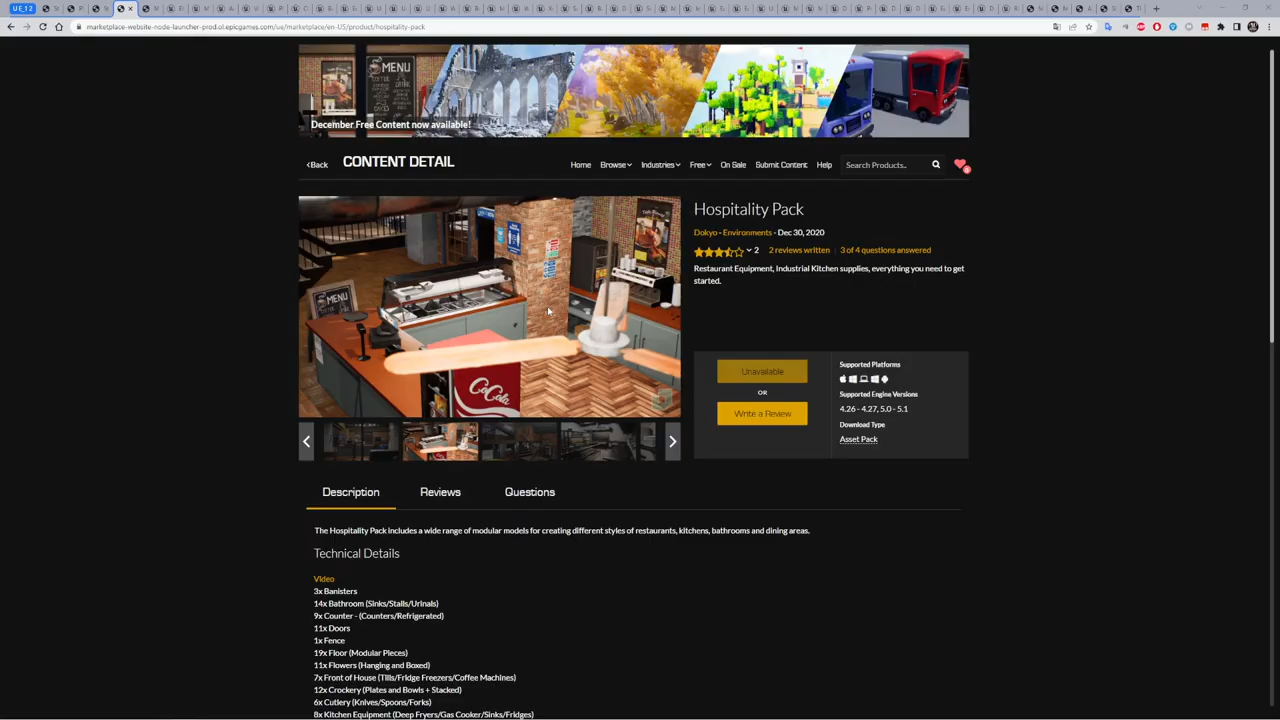 UE_12
marketplace-website-node-launcher-prod.ol.epicgames.com/ue/marketplace/en-US/product/hospitality-pack
MENU
December Free Content now available!
Back
CONTENT DETAIL
Home
Browse
Industries
Free
On Sale
Submit Content
Help
Search Products..
Hospitality Pack
Dokyo - Environments - Dec 30, 2020
2
2 reviews written
3 of 4 questions answered
Restaurant Equipment, Industrial Kitchen supplies, everything you need to get
started.
MENU
CoCola
Unavailable
OR
Write a Review
Supported Platforms
Supported Engine Versions
4.26 - 4.27, 5.0 - 5.1
Download Type
Asset Pack
Description
Reviews
Questions
The Hospitality Pack includes a wide range of modular models for creating different styles of restaurants, kitchens, bathrooms and dining areas.
Technical Details
Video
3x Banisters
14x Bathroom (Sinks/Stalls/Urinals)
9x Counter - (Counters/Refrigerated)
11x Doors
1x Fence
19x Floor (Modular Pieces)
11x Flowers (Hanging and Boxed)
7x Front of House (Tills/Fridge Freezers/Coffee Machines)
12x Crockery (Plates and Bowls + Stacked)
6x Cutlery (Knives/Spoons/Forks)
8x Kitchen Equipment (Deep Fryers/Gas Cooker/Sinks/Fridges)